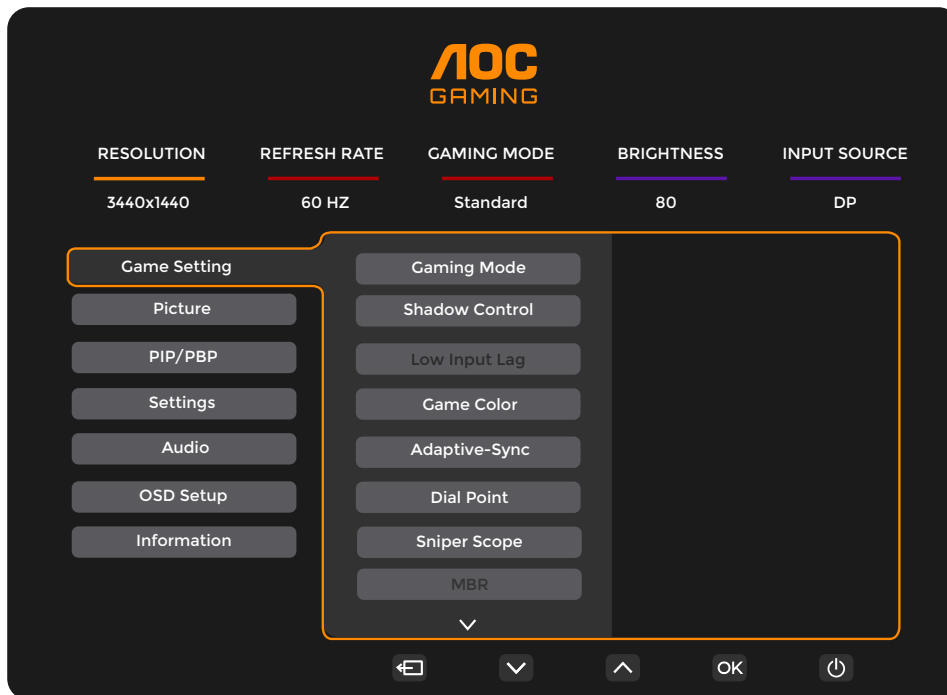 AOC
GAMING
RESOLUTION REFRESH RATE GAMING MODE BRIGHTNESS INPUT SOURCE
3440x1440 60 HZ Standard 80 DP
Game Setting
Picture
PIP/PBP
Settings
Audio
OSD Setup
Information
Gaming Mode
Shadow Control
Low Input Lag
Game Color
Adaptive-Sync
Dial Point
Sniper Scope
MBR
OK